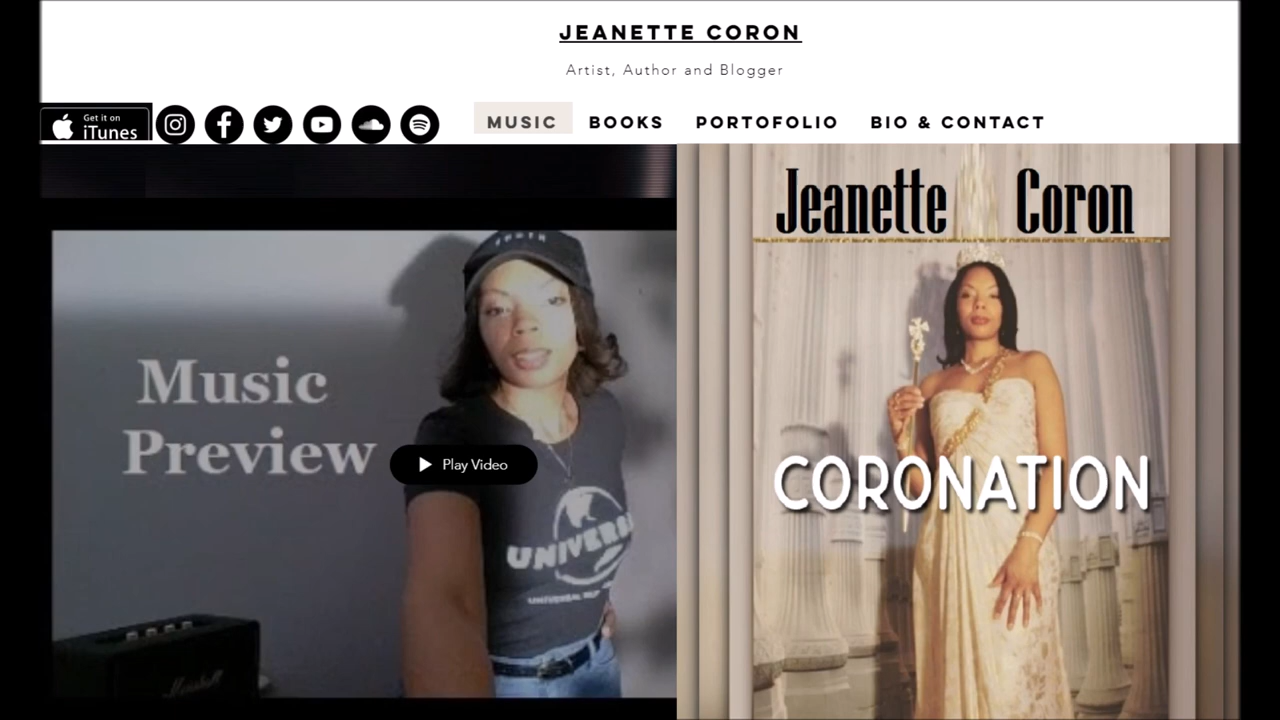 JEANETTE CORON
Artist, Author and Blogger
Get it on
iTunes
MUSIC
BOOKS
PORTOFOLIO
BIO & CONTACT
Jeanette Coron
Music
Preview
Play Video
CORONATION
Marshall